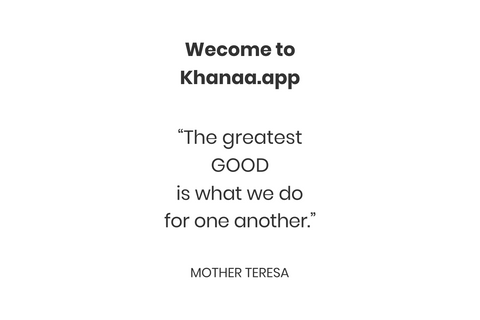 Wecome to
Khanaa.app
“The greatest
GOOD
is what we do
for one another.”
MOTHER TERESA